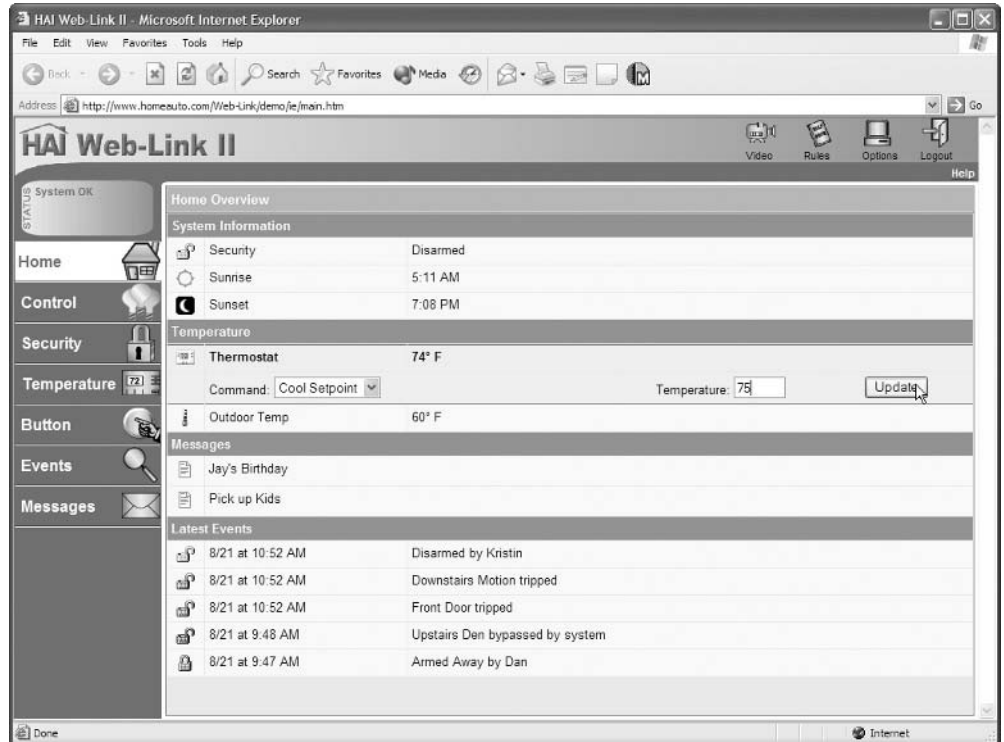 HAI Web-Link II - Microsoft Internet Explorer
File Edit View Favorites Tools Help
Back Search Favorites Media
Address http://www.homeauto.com/Web-Link/demo/ie/main.htm Go
HAI Web-Link II
Video Rules Options Logout
Help
STATUS System OK
Home
Control
Security
Temperature 72
Button
Events
Messages
Home Overview
System Information
Security Disarmed
Sunrise 5:11 AM
Sunset 7:08 PM
Temperature
Thermostat 74° F
Command: Cool Setpoint Temperature: 75 Update
Outdoor Temp 60° F
Messages
Jay's Birthday
Pick up Kids
Latest Events
8/21 at 10:52 AM Disarmed by Kristin
8/21 at 10:52 AM Downstairs Motion tripped
8/21 at 10:52 AM Front Door tripped
8/21 at 9:48 AM Upstairs Den bypassed by system
8/21 at 9:47 AM Armed Away by Dan
Done Internet